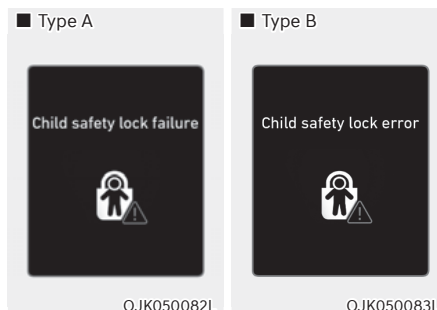 ■ Type A
Child safety lock failure
OJK050082L
■ Type B
Child safety lock error
OJK050083L